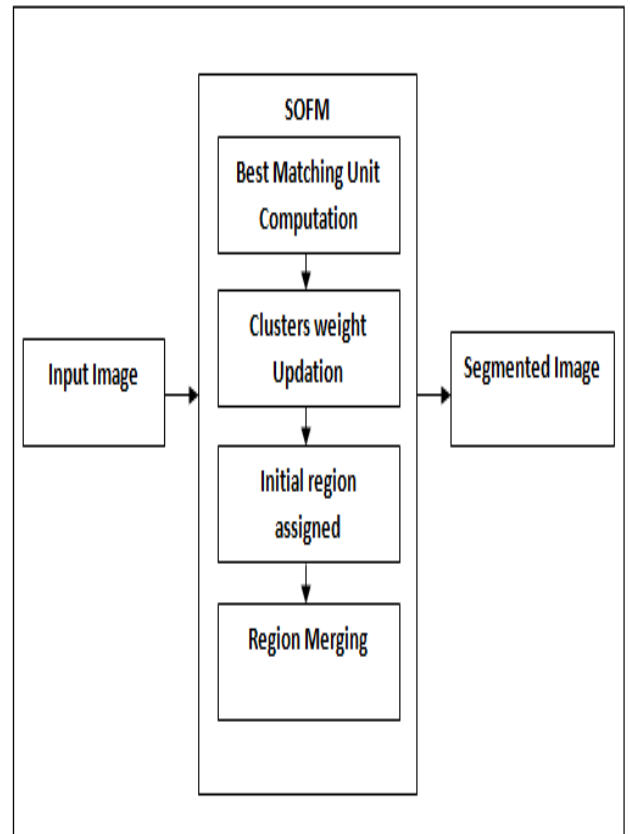 SOFM
Best Matching Unit
Computation
Clusters weight
Updation
Input Image
Segmented Image
Initial region
assigned
Region Merging